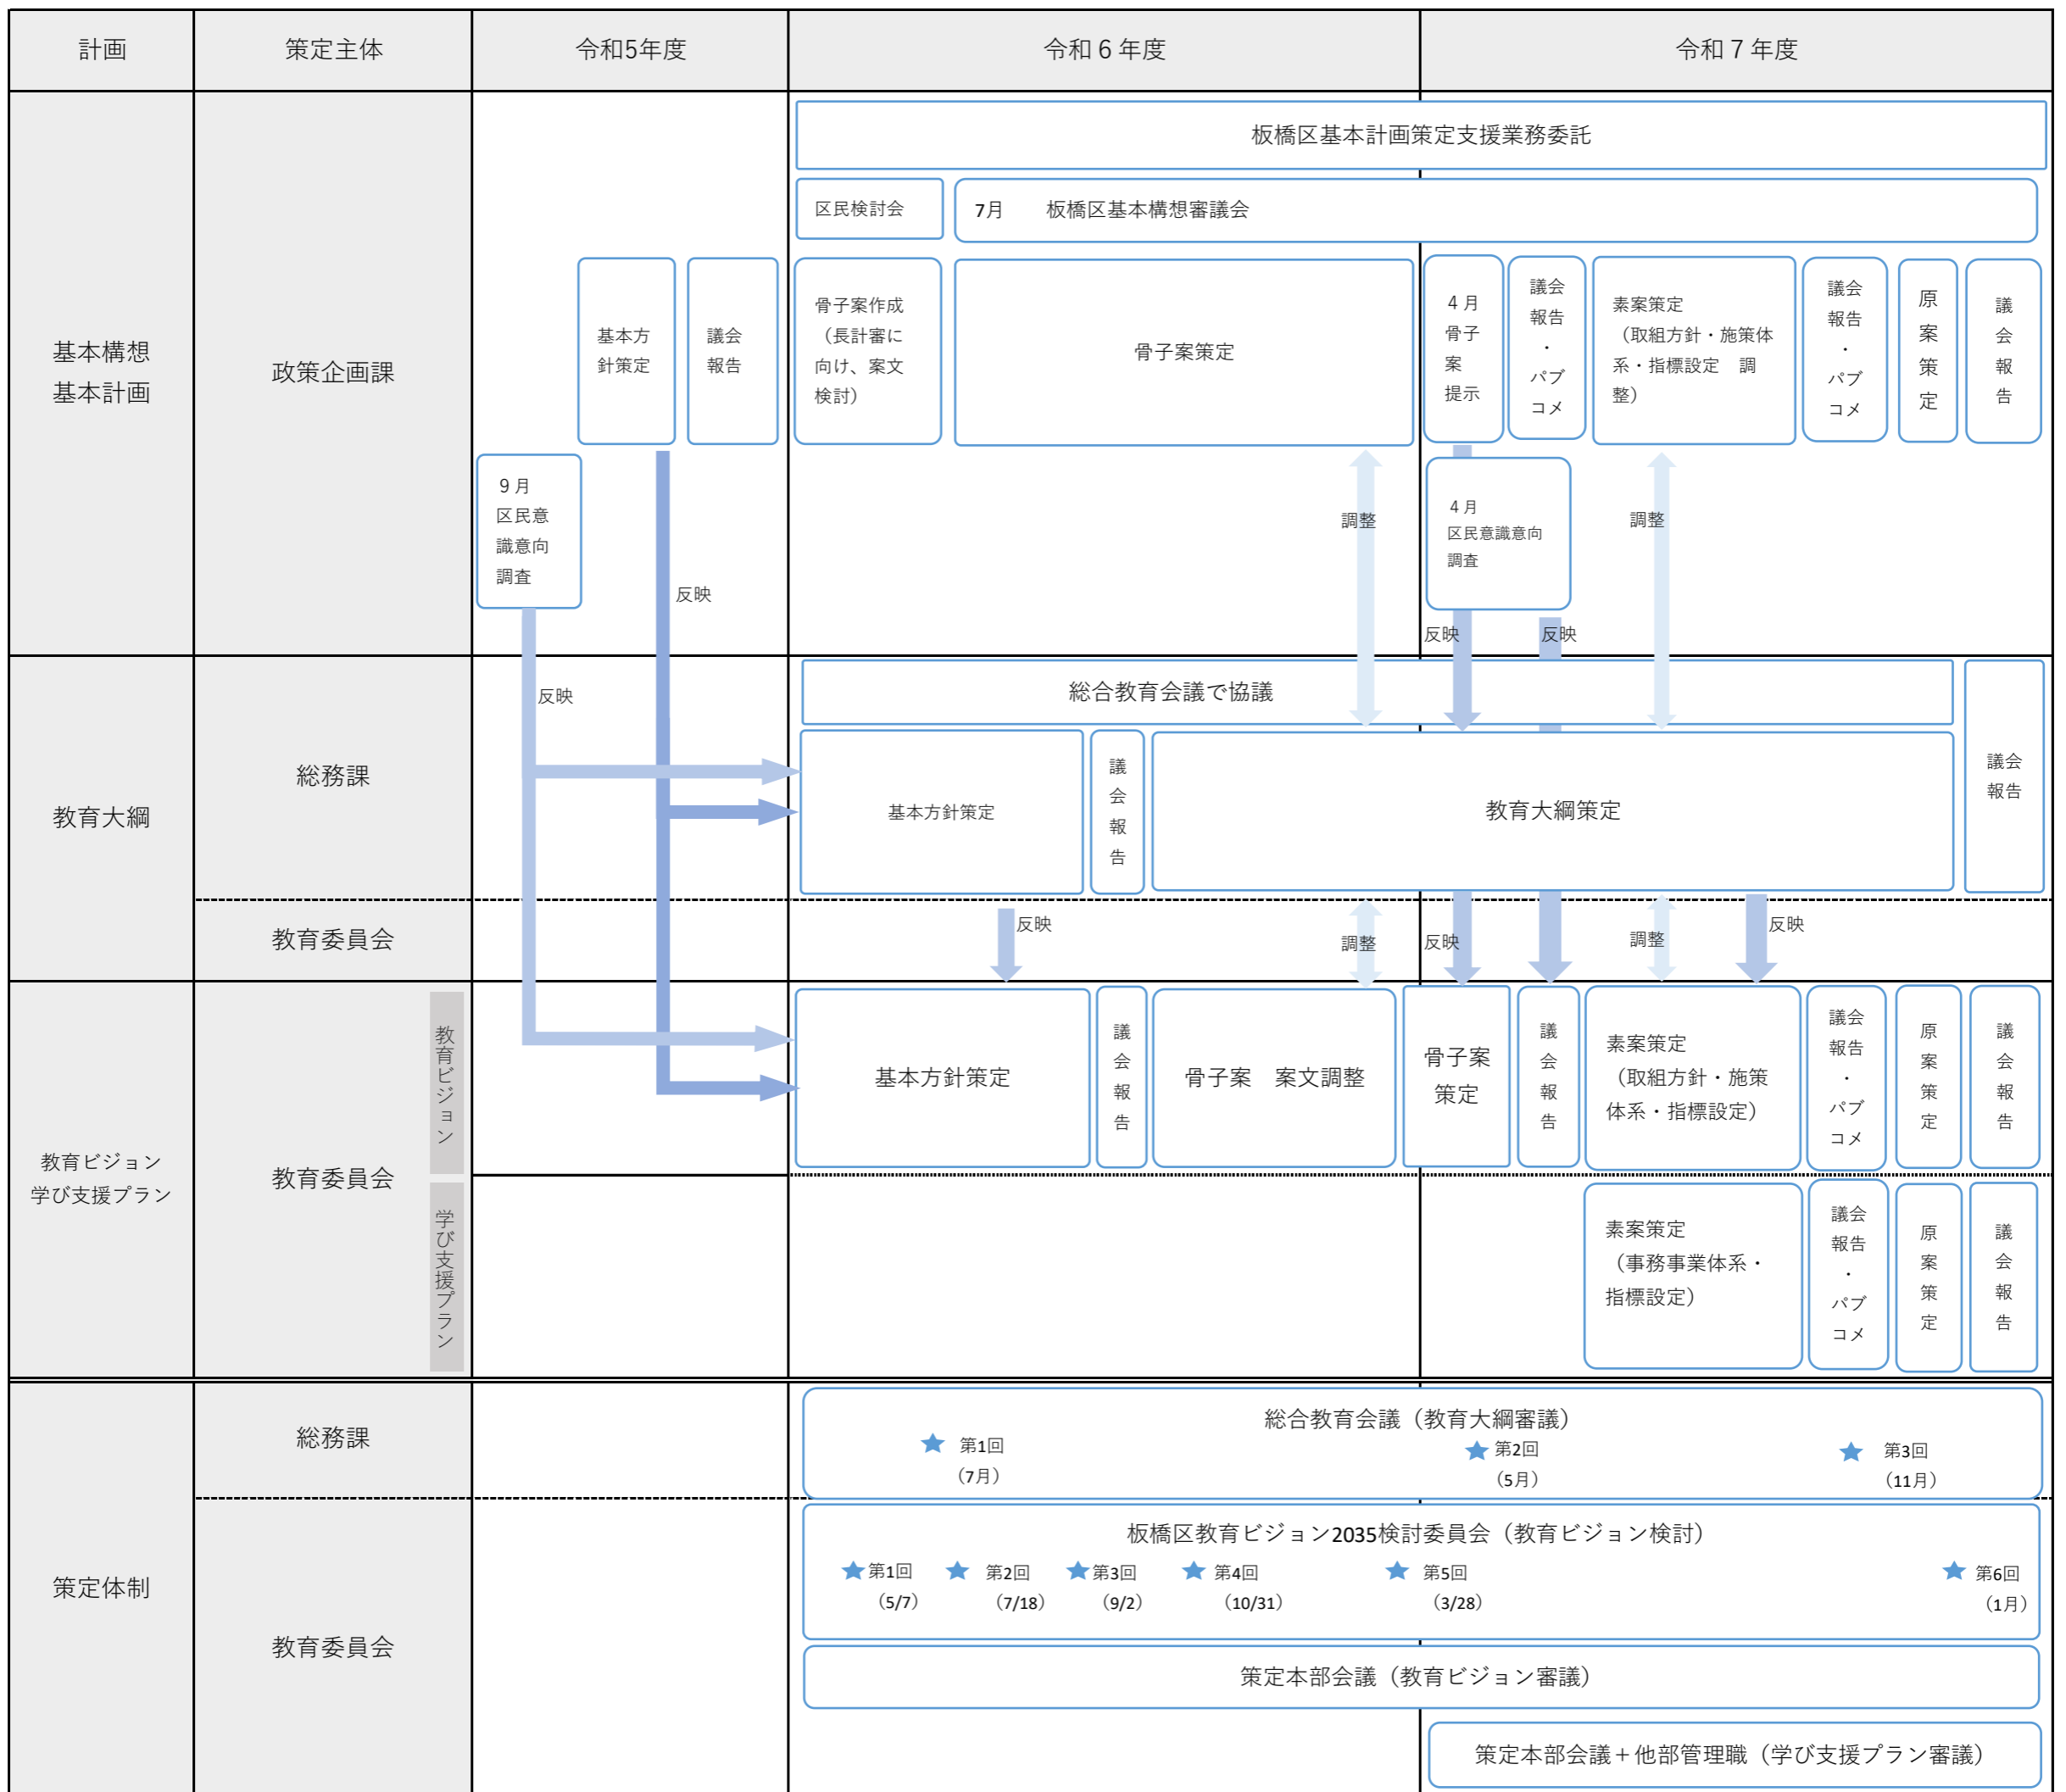 計画
策定主体
令和5年度
令和６年度
令和７年度
基本構想
基本計画
政策企画課
板橋区基本計画策定支援業務委託
区民検討会
7月　板橋区基本構想審議会
基本方
針策定
議会
報告
骨子案作成
（長計審に
向け、案文
検討）
骨子案策定
４月
骨子
案
提示
議会
報告
・
パブ
コメ
素案策定
（取組方針・施策体
系・指標設定　調
整）
議会
報告
・
パブ
コメ
原
案
策
定
議
会
報
告
９月
区民意
識意向
調査
反映
調整
４月
区民意識意向
調査
調整
反映
反映
反映
教育大綱
総務課
総合教育会議で協議
基本方針策定
議
会
報
告
教育大綱策定
議会
報告
教育委員会
反映
調整
反映
調整
反映
教育ビジョン
学び支援プラン
教育委員会
教育ビジョン
基本方針策定
議
会
報
告
骨子案　案文調整
骨子案
策定
議
会
報
告
素案策定
（取組方針・施策
体系・指標設定）
議会
報告
・
パブ
コメ
原
案
策
定
議
会
報
告
学び支援プラン
素案策定
（事務事業体系・
指標設定）
議会
報告
・
パブ
コメ
原
案
策
定
議
会
報
告
策定体制
総務課
総合教育会議（教育大綱審議）
★ 第1回
（7月）
★ 第2回
（5月）
★ 第3回
（11月）
教育委員会
板橋区教育ビジョン2035検討委員会（教育ビジョン検討）
★ 第1回
（5/7）
★ 第2回
（7/18）
★ 第3回
（9/2）
★ 第4回
（10/31）
★ 第5回
（3/28）
★ 第6回
（1月）
策定本部会議（教育ビジョン審議）
策定本部会議＋他部管理職（学び支援プラン審議）